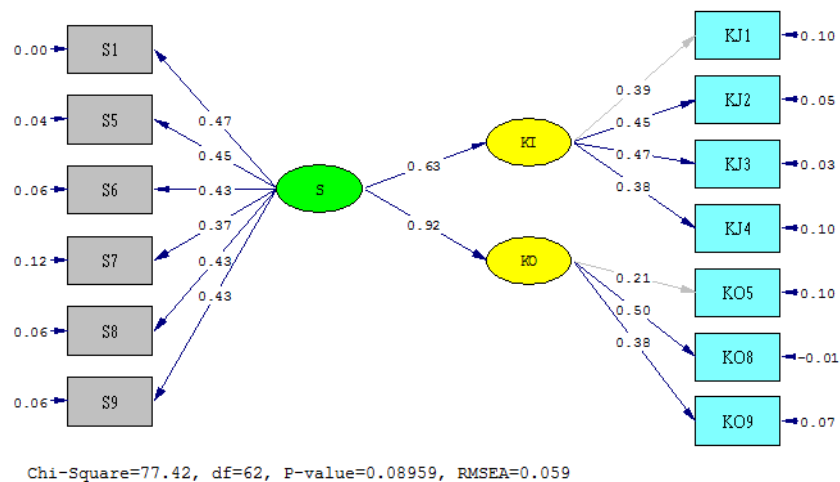 0.00 S1
0.04 S5
0.06 S6
0.12 S7
0.06 S8
0.06 S9
0.47
0.45
0.43
0.37
0.43
0.43
S
0.63
0.92
KI
KO
0.39
0.45
0.47
0.38
0.21
0.50
0.38
KJ1 0.10
KJ2 0.05
KJ3 0.03
KJ4 0.10
KO5 0.10
KO8 -0.01
KO9 0.07
Chi-Square=77.42, df=62, P-value=0.08959, RMSEA=0.059